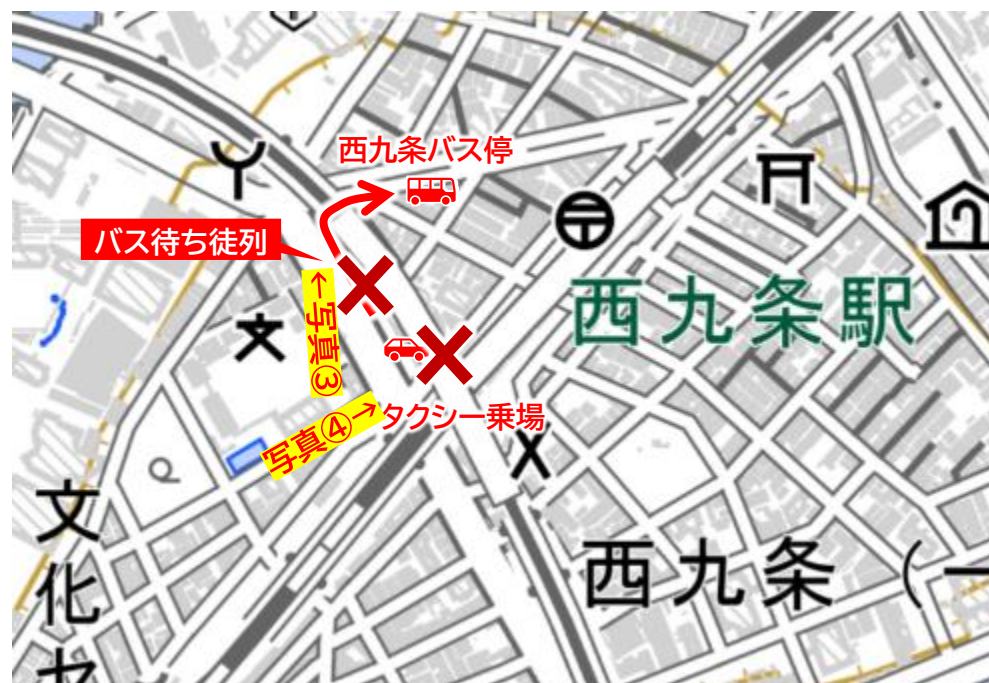 西九条バス停
バス待ち徒列
西九条駅
←写真③
タクシー乗場
写真④→
西九条(一
文化セ